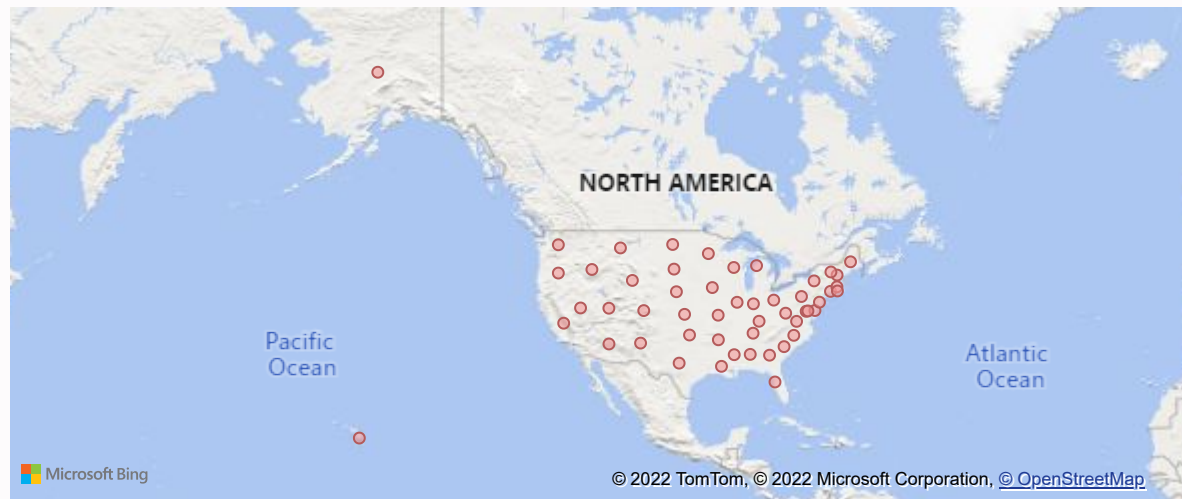 NORTH AMERICA
Pacific
Ocean
Atlantic
Ocean
Microsoft Bing
© 2022 TomTom, © 2022 Microsoft Corporation, © OpenStreetMap